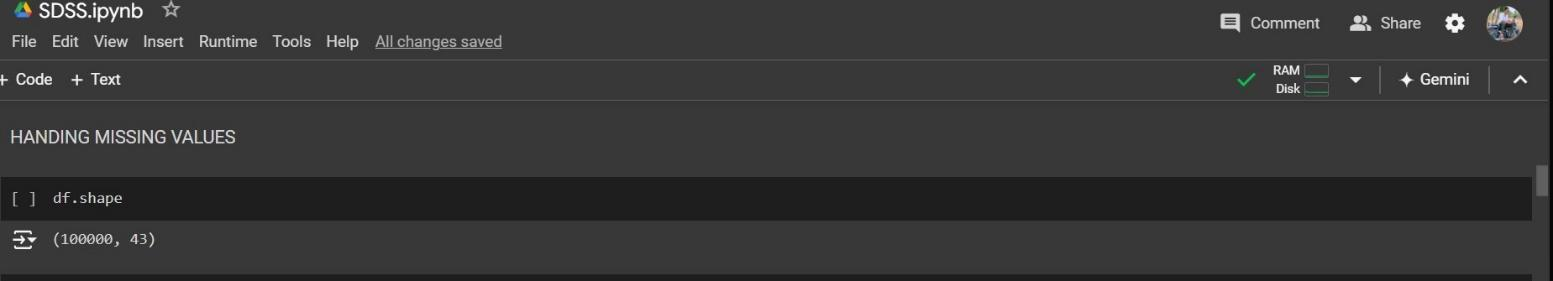 SDSS.ipynb
Comment Share
File Edit View Insert Runtime Tools Help All changes saved
+ Code + Text
RAM
Disk
Gemini
HANDING MISSING VALUES
[ ] df.shape
(100000, 43)